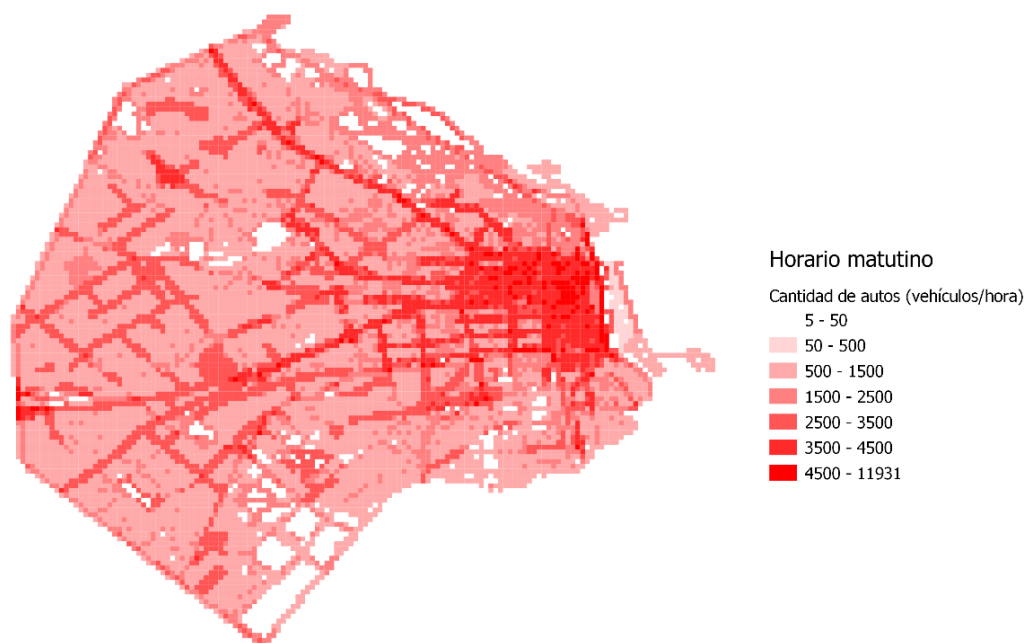 Horario matutino
Cantidad de autos (vehículos/hora)
5 - 50
50 - 500
500 - 1500
1500 - 2500
2500 - 3500
3500 - 4500
4500 - 11931